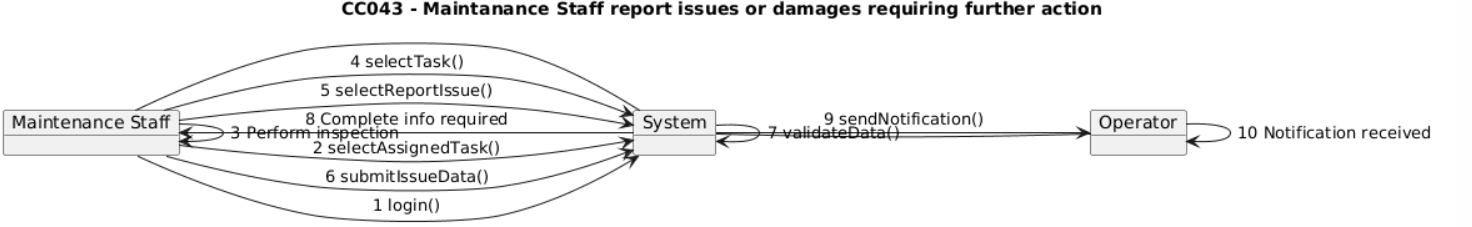 CC043 - Maintanance Staff report issues or damages requiring further action
4 selectTask()
5 selectReportIssue()
8 Complete info required
9 sendNotification()
Maintenance Staff
System
Operator
3 Perform inspection
7 validateData()
10 Notification received
2 selectAssignedTask()
6 submitIssueData()
1 login()